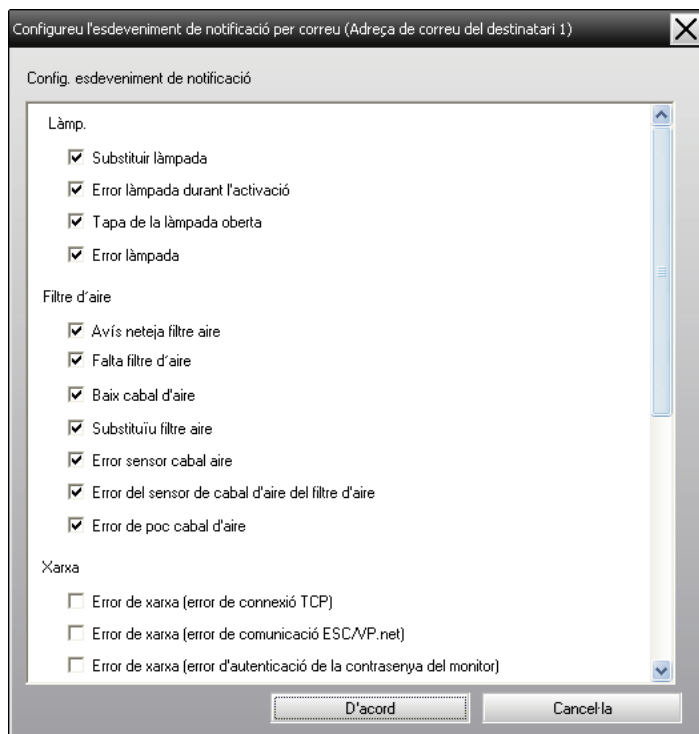 Configureu l'esdeveniment de notificació per correu (Adreça de correu del destinatari 1)
Config. esdeveniment de notificació
Làmp.
Substituir làmpada
Error làmpada durant l'activació
Tapa de la làmpada oberta
Error làmpada
Filtre d´aire
Avís neteja filtre aire
Falta filtre d´aire
Baix cabal d'aire
Substituïu filtre aire
Error sensor cabal aire
Error del sensor de cabal d'aire del filtre d'aire
Error de poc cabal d'aire
Xarxa
Error de xarxa (error de connexió TCP)
Error de xarxa (error de comunicació ESC/VP.net)
Error de xarxa (error d'autenticació de la contrasenya del monitor)
D'acord
Cancel·la